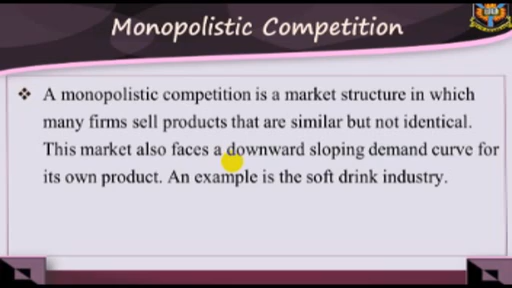 Monopolistic Competition
❖ A monopolistic competition is a market structure in which
many firms sell products that are similar but not identical.
This market also faces a downward sloping demand curve for
its own product. An example is the soft drink industry.